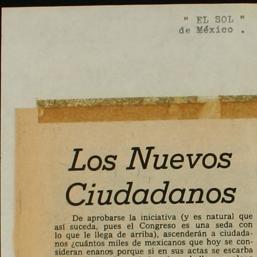 " EL SOL "
de México .
Los Nuevos
Ciudadanos
De aprobarse la iniciativa (y es natural que
así suceda, pues el Congreso es una seda con
lo que le llega de arriba), ascenderán a ciudada-
nos ¿cuántos miles de mexicanos que hoy se con-
sideran enanos porque si en sus actas se escarba